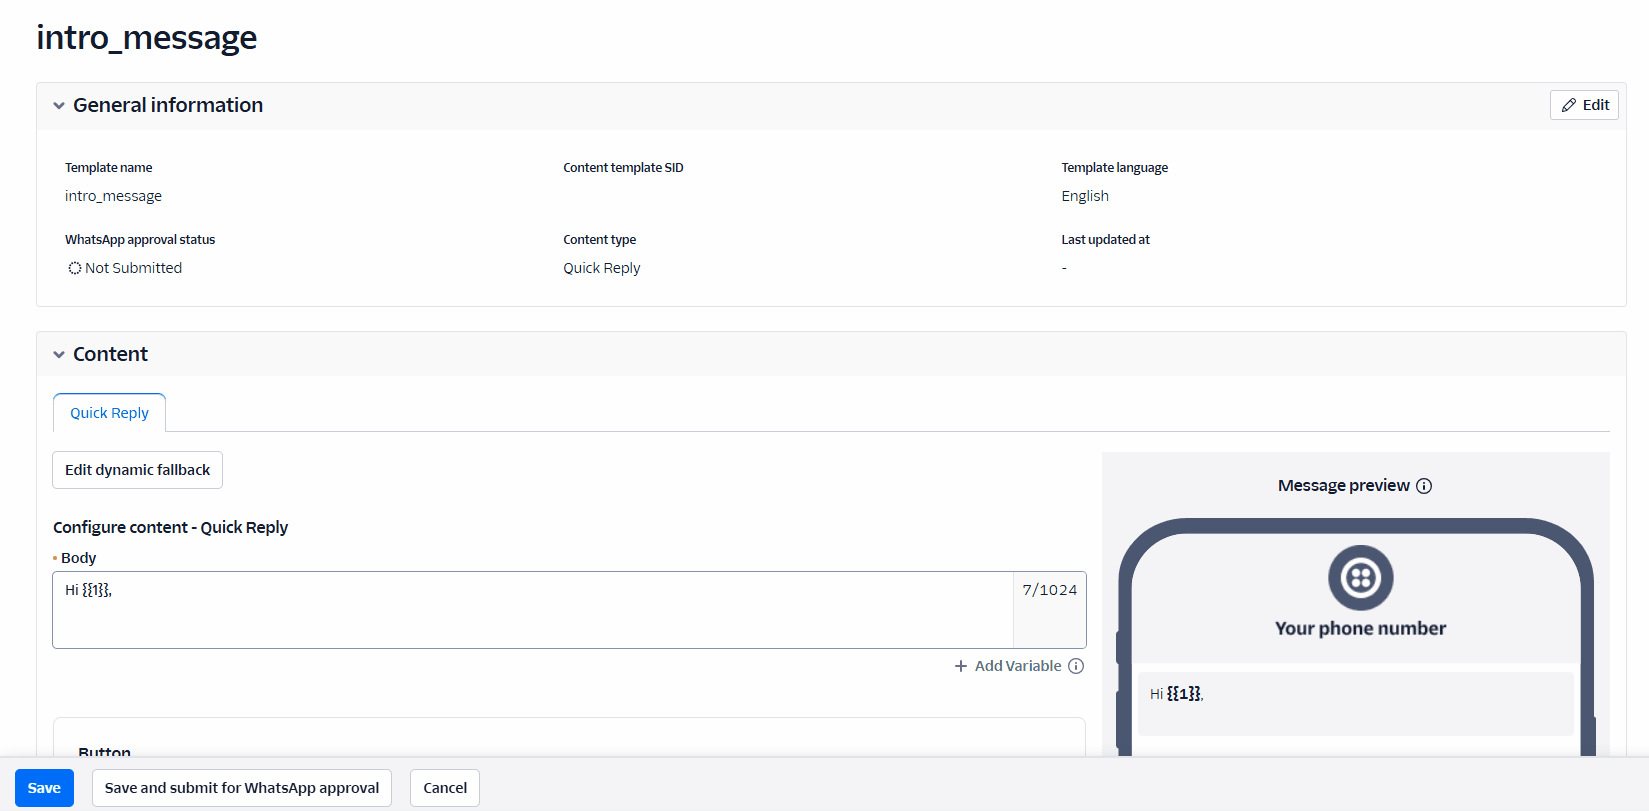 intro_message
General information
Edit
Template name
Content template SID
Template language
intro_message
English
WhatsApp approval status
Content type
Last updated at
Not Submitted
Quick Reply
-
Content
Quick Reply
Edit dynamic fallback
Message preview
Configure content - Quick Reply
Body
Hi {{1}},
7/1024
Your phone number
+ Add Variable
Hi {{1}},
Button
Save
Save and submit for WhatsApp approval
Cancel